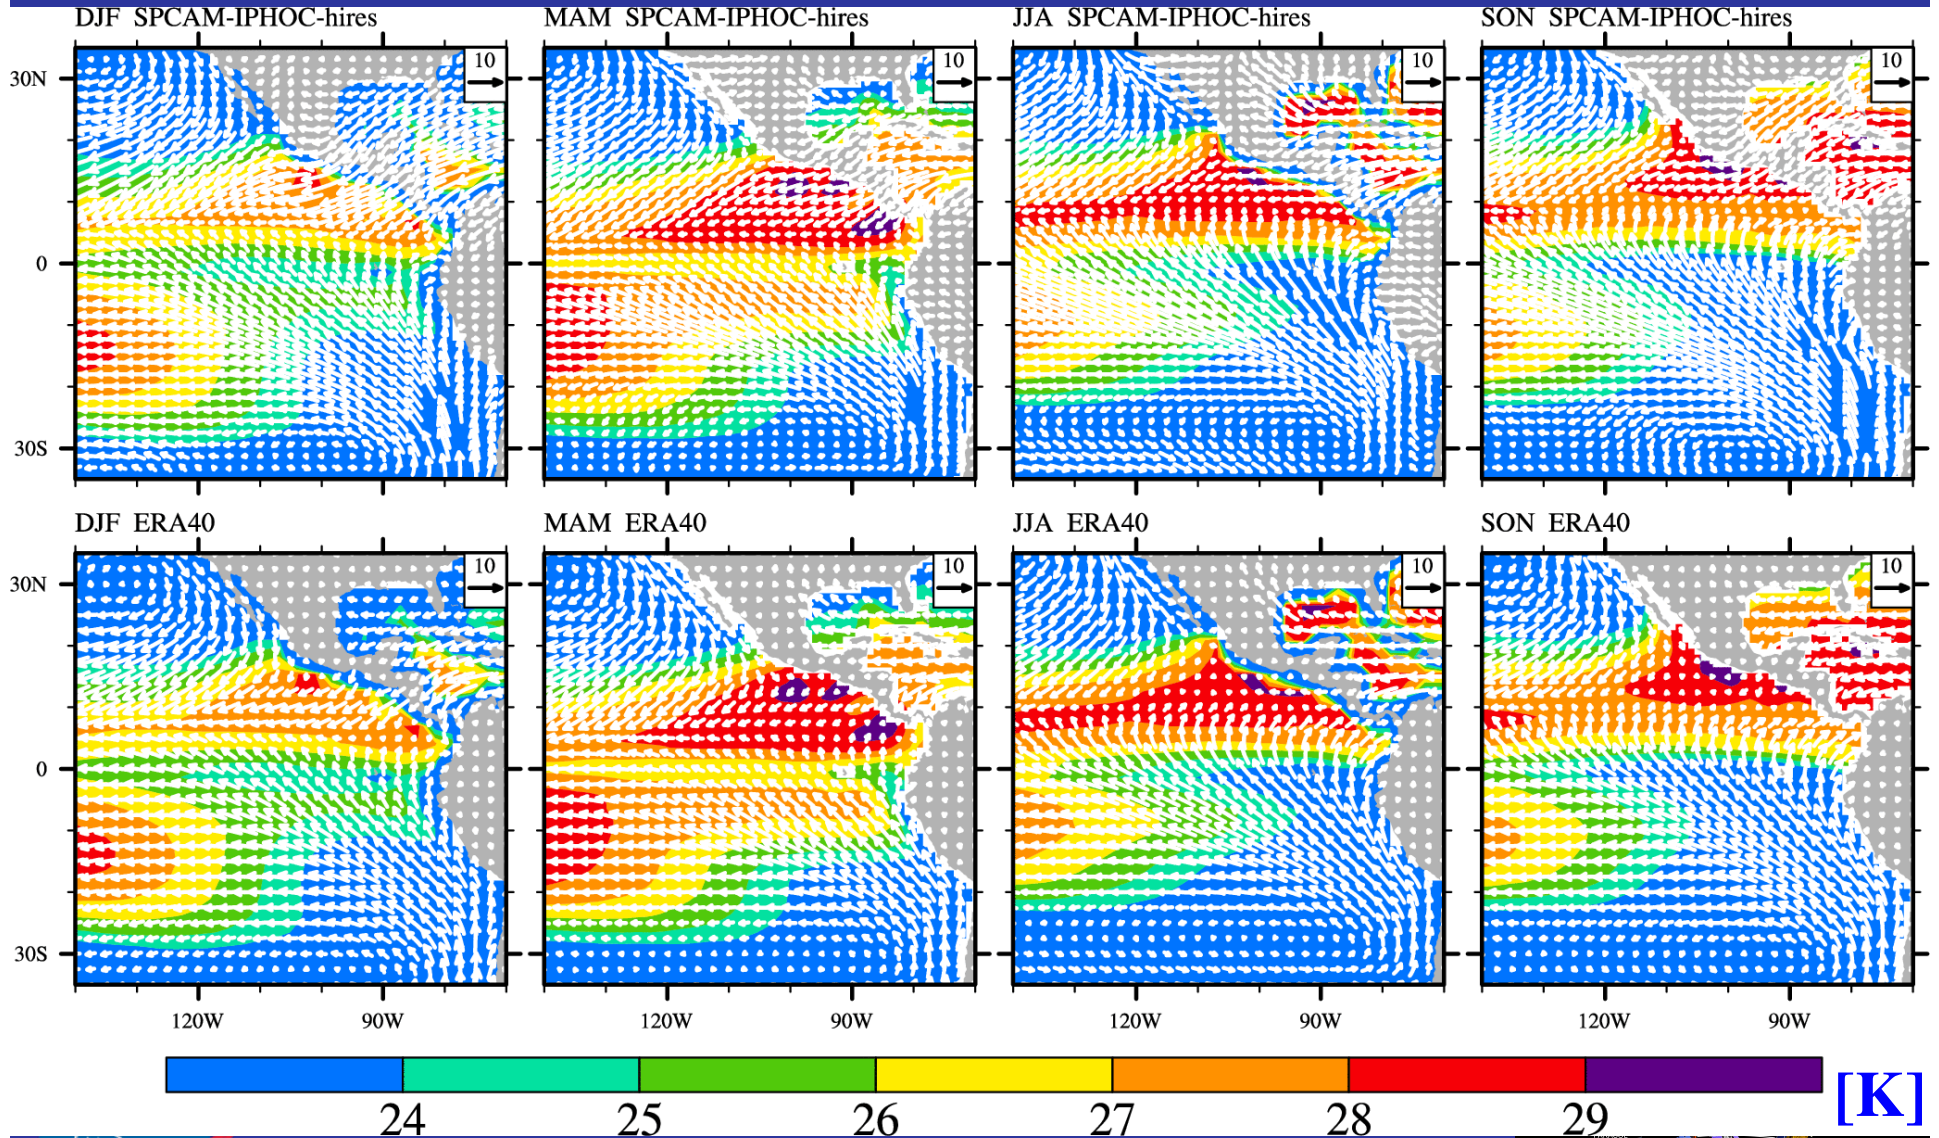 DJF SPCAM-IPHOC-hires
MAM SPCAM-IPHOC-hires
JJA SPCAM-IPHOC-hires
SON SPCAM-IPHOC-hires
10
10
10
10
30N
0
30S
DJF ERA40
MAM ERA40
JJA ERA40
SON ERA40
10
10
10
10
30N
0
30S
120W 90W
120W 90W
120W 90W
120W 90W
24 25 26 27 28 29
[K]